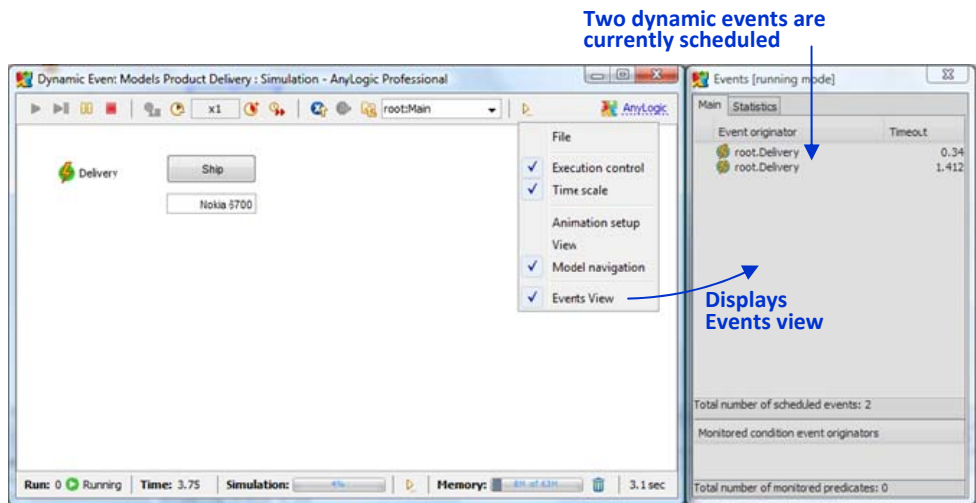 Two dynamic events are
currently scheduled
Dynamic Event: Models Product Delivery : Simulation - AnyLogic Professional
x1
root:Main
AnyLogic
Delivery
Ship
Nokia 6700
File
Execution control
Time scale
Animation setup
View
Model navigation
Events View
Events [running mode]
Main Statistics
Event originator Timeout
root.Delivery 0.34
root.Delivery 1.412
Displays
Events view
Total number of scheduled events: 2
Monitored condition event originators
Total number of monitored predicates: 0
Run: 0 Running Time: 3.75 Simulation: 4% Memory: 8M of 63M 3.1 sec